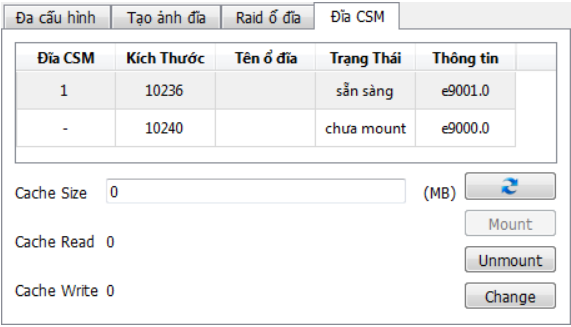 Đa cấu hình Tạo ảnh đĩa Raid ổ đĩa Đĩa CSM
Đĩa CSM Kích Thước Tên ổ đĩa Trạng Thái Thông tin
1 10236 sẵn sàng e9001.0
- 10240 chưa mount e9000.0
Cache Size 0 (MB)
Mount
Cache Read 0
Unmount
Cache Write 0
Change